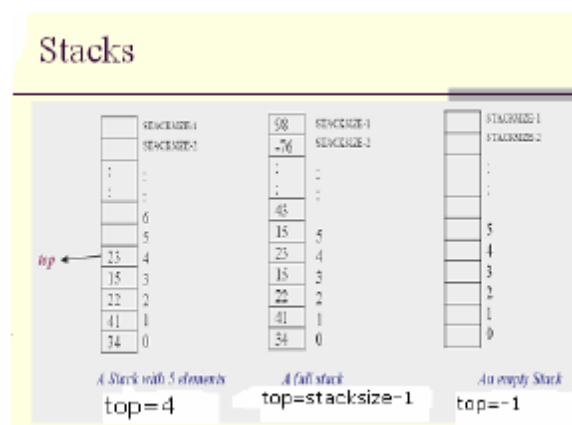 Stacks
STACKSIZE-1
STACKSIZE-2
:
:
6
5
top 23 4
15 3
22 2
41 1
34 0
A Stack with 5 elements
top=4
98 STACKSIZE-1
-76 STACKSIZE-2
: :
: :
43
15 5
23 4
15 3
22 2
41 1
34 0
A full stack
top=stacksize-1
STACKSIZE-1
STACKSIZE-2
:
:
5
4
3
2
1
0
An empty Stack
top=-1